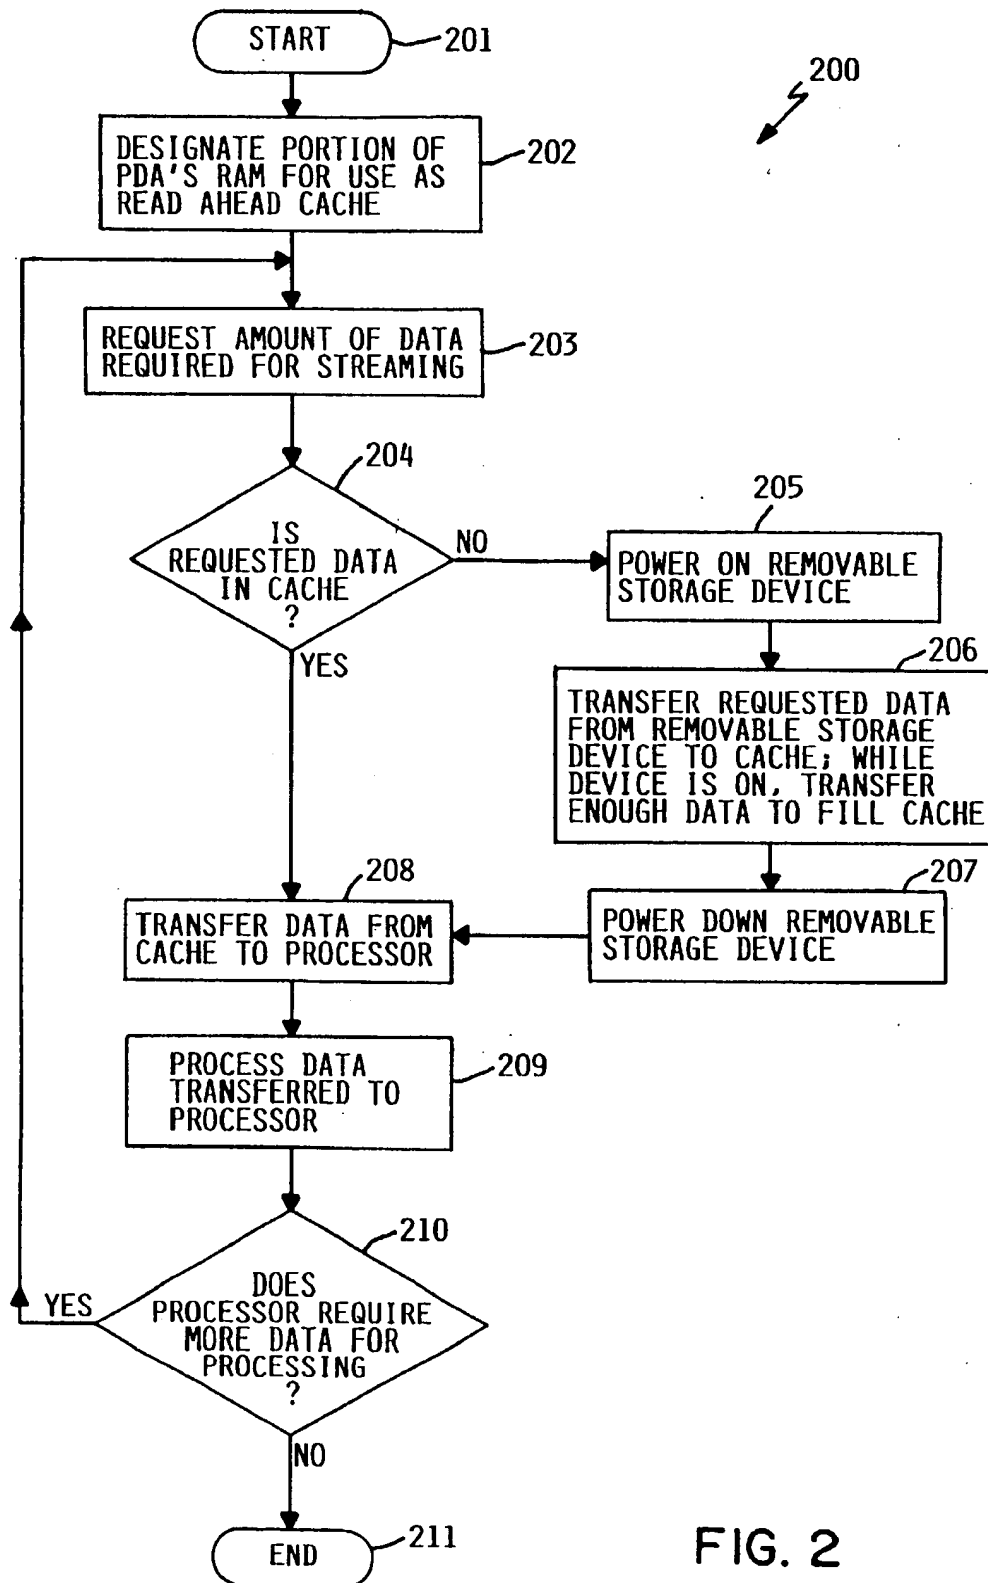 START
201
200
DESIGNATE PORTION OF
PDA'S RAM FOR USE AS
READ AHEAD CACHE
202
REQUEST AMOUNT OF DATA
REQUIRED FOR STREAMING
203
204
IS
REQUESTED DATA
IN CACHE
?
NO
YES
205
POWER ON REMOVABLE
STORAGE DEVICE
206
TRANSFER REQUESTED DATA
FROM REMOVABLE STORAGE
DEVICE TO CACHE; WHILE
DEVICE IS ON, TRANSFER
ENOUGH DATA TO FILL CACHE
207
POWER DOWN REMOVABLE
STORAGE DEVICE
208
TRANSFER DATA FROM
CACHE TO PROCESSOR
PROCESS DATA
TRANSFERRED TO
PROCESSOR
209
210
DOES
PROCESSOR REQUIRE
MORE DATA FOR
PROCESSING
?
YES
NO
END
211
FIG. 2